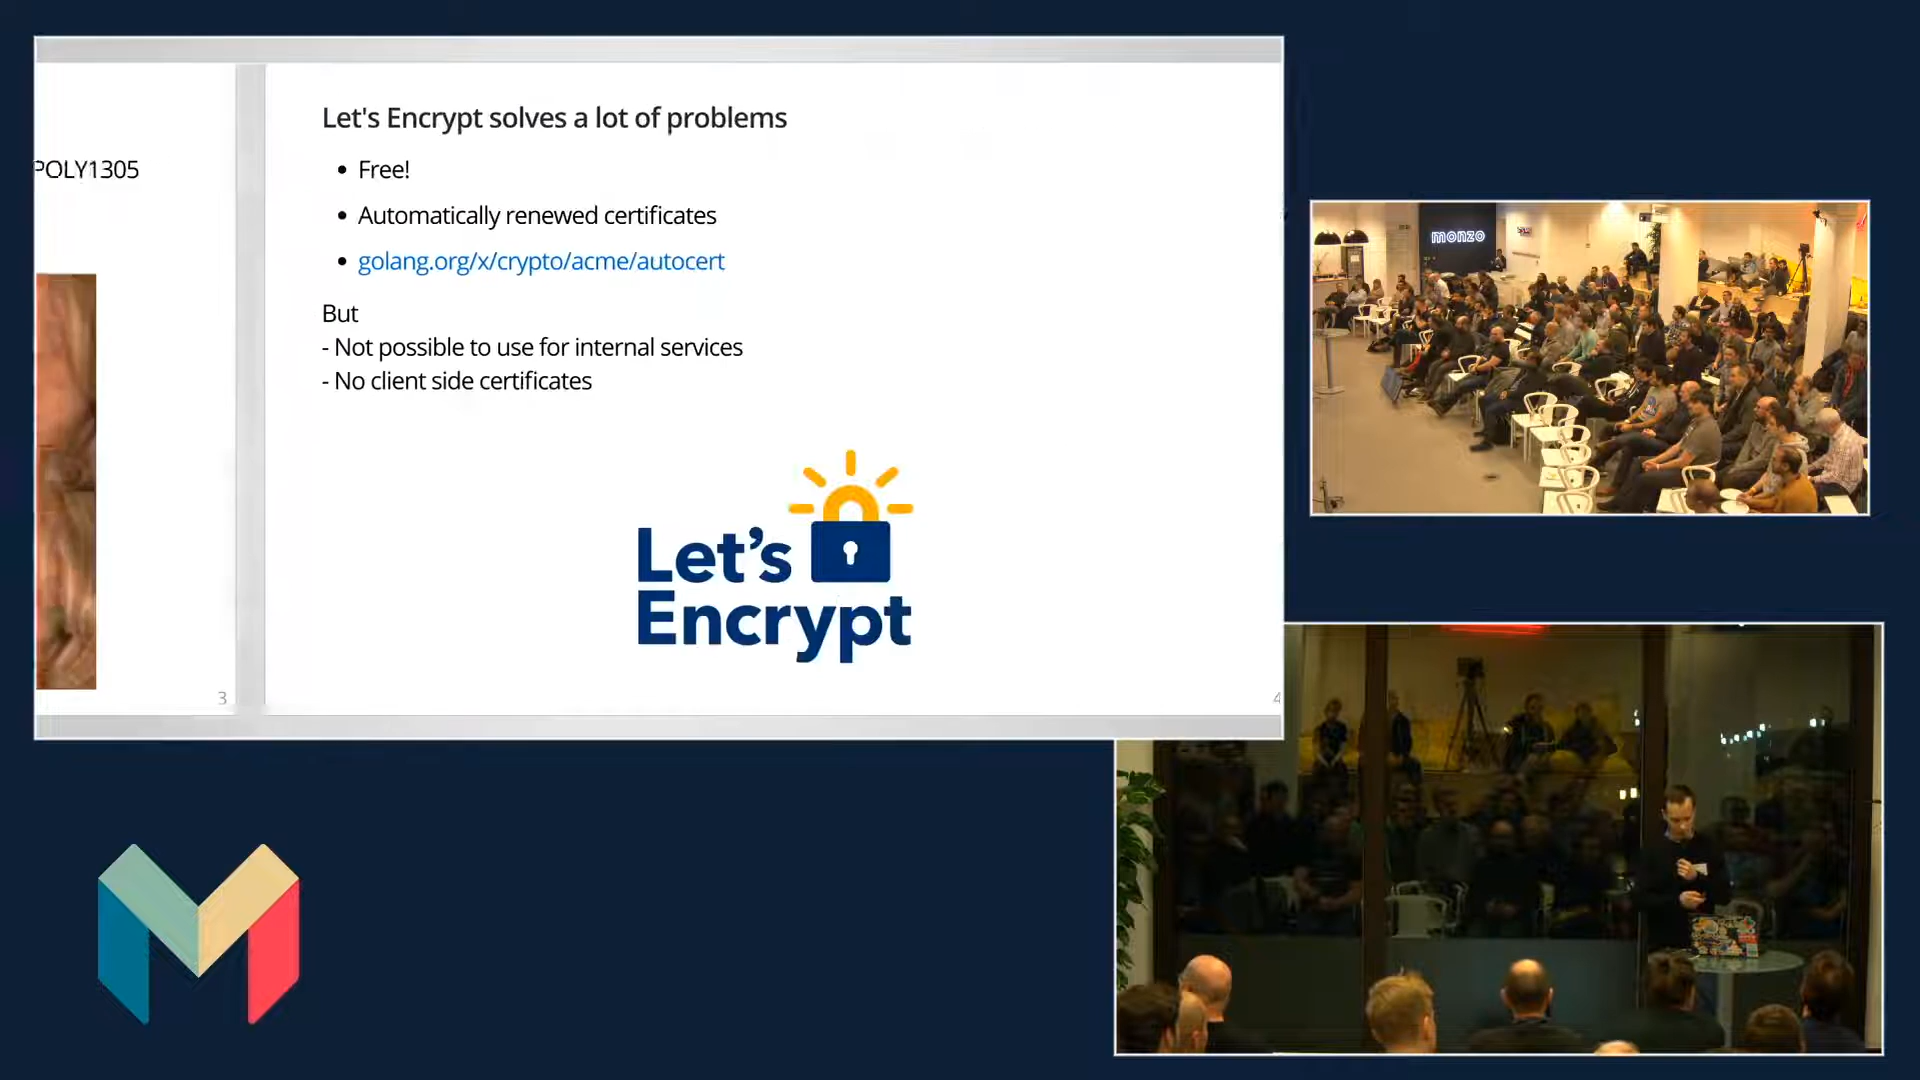 POLY1305
3
Let's Encrypt solves a lot of problems
• Free!
• Automatically renewed certificates
• golang.org/x/crypto/acme/autocert
But
- Not possible to use for internal services
- No client side certificates
Let's
Encrypt
4
monzo